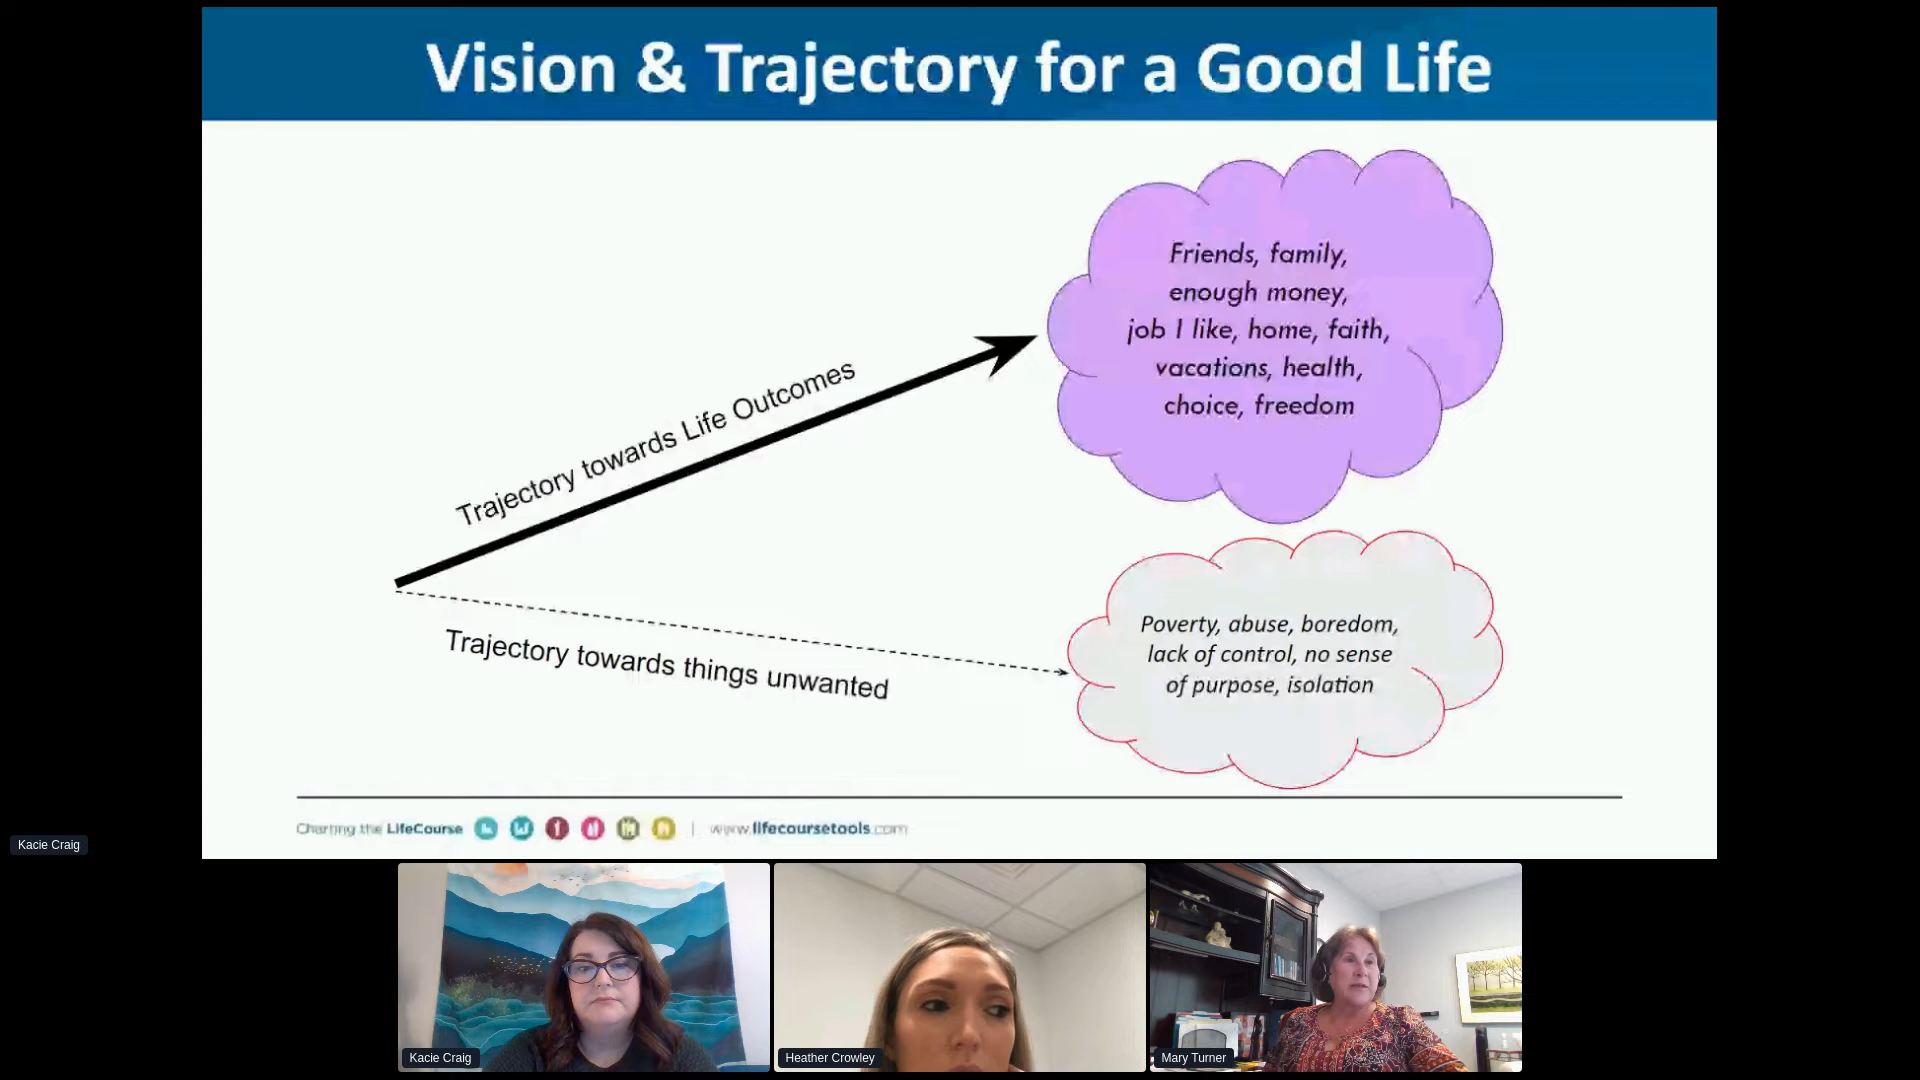 Vision & Trajectory for a Good Life
Friends, family,
enough money,
job I like, home, faith,
vacations, health,
choice, freedom
Trajectory towards Life Outcomes
Trajectory towards things unwanted
Poverty, abuse, boredom,
lack of control, no sense
of purpose, isolation
Charting the LifeCourse | www.lifecoursetools.com
Kacie Craig
Kacie Craig
Heather Crowley
Mary Turner